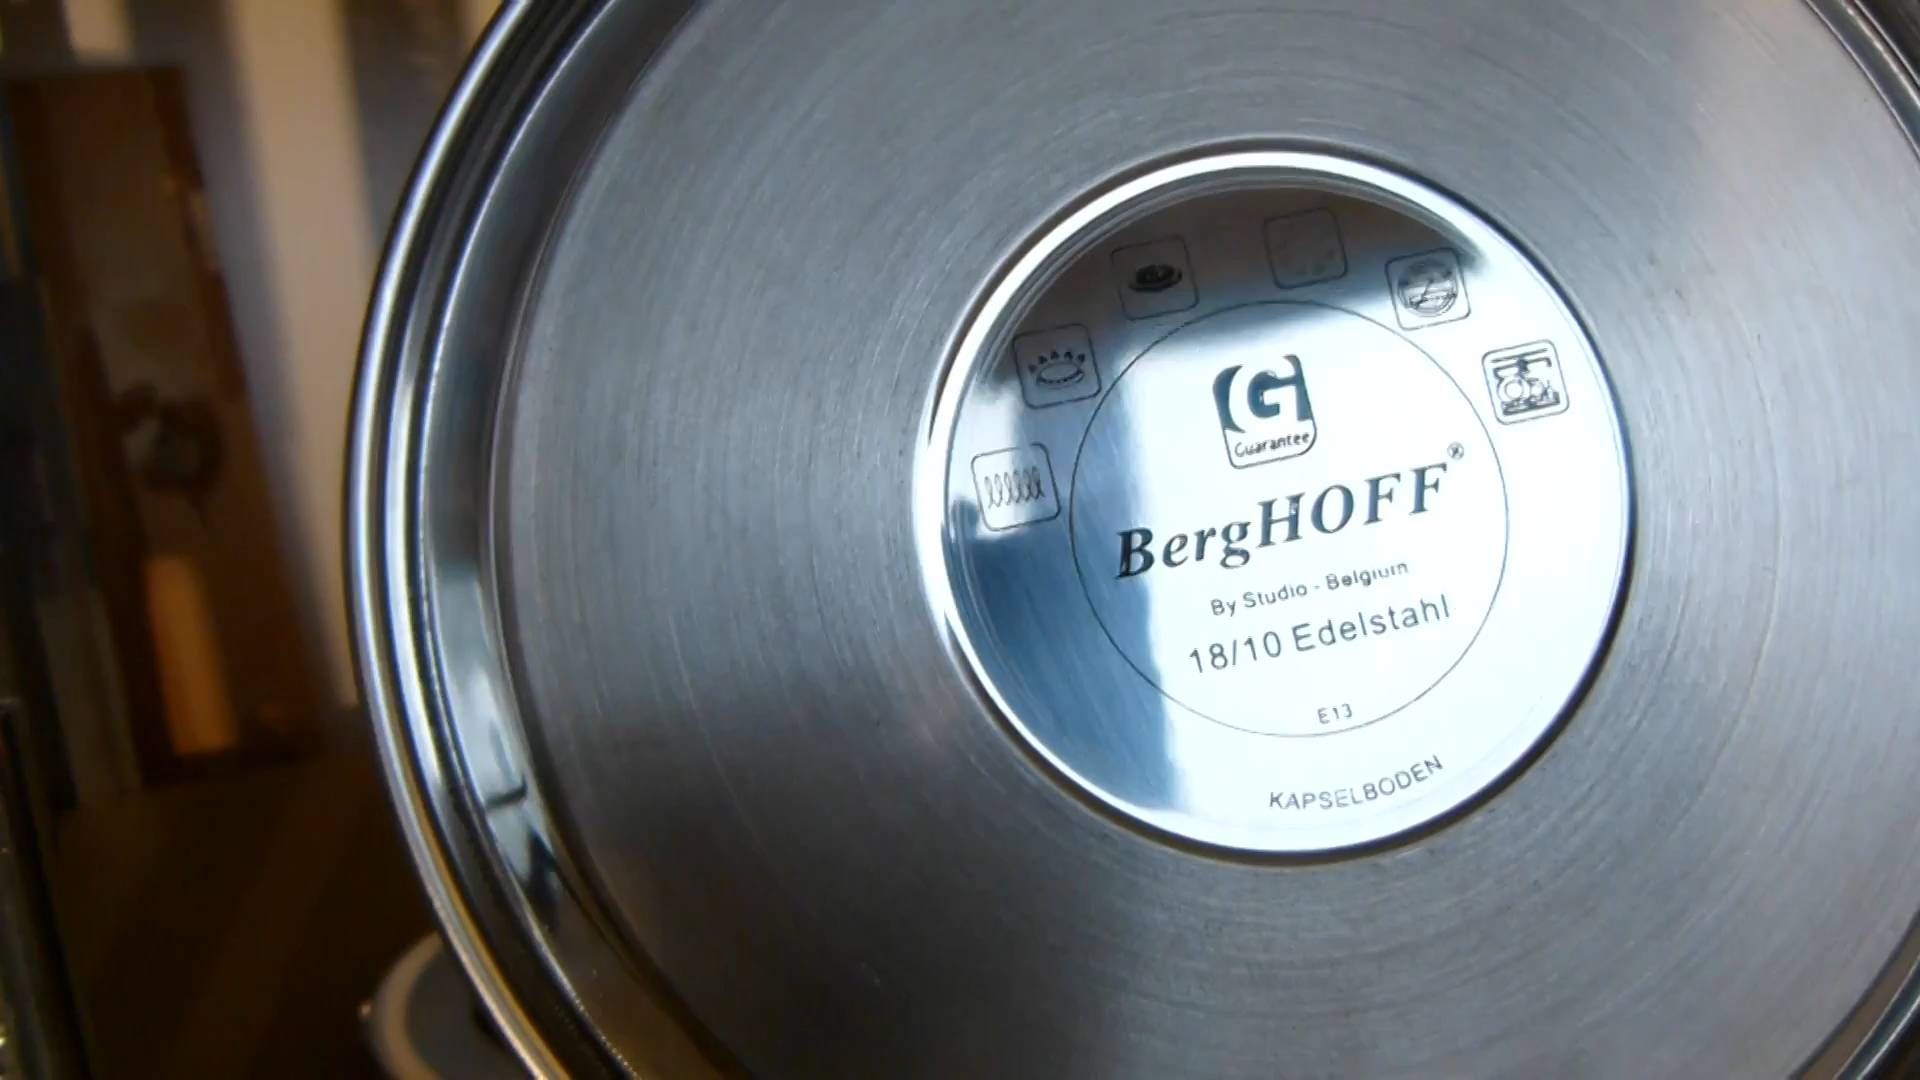 G
Guarantee
BergHOFF®
By Studio - Belgium
18/10 Edelstahl
E13
KAPSELBODEN